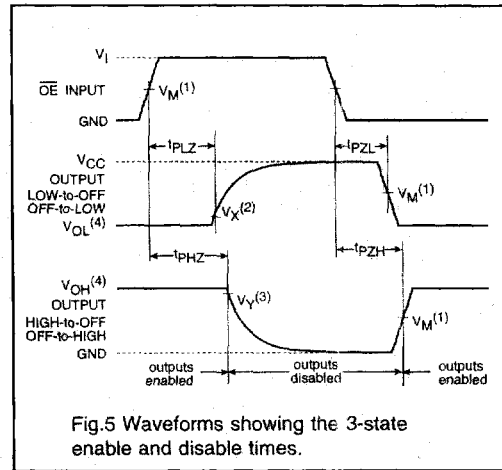 VI
OE INPUT
VM(1)
GND
tPLZ
tPZL
VCC
OUTPUT
LOW-to-OFF
OFF-to-LOW
VOL(4)
VX(2)
VM(1)
tPHZ
tPZH
VOH(4)
OUTPUT
HIGH-to-OFF
OFF-to-HIGH
GND
VY(3)
VM(1)
outputs
enabled
outputs
disabled
outputs
enabled
Fig.5 Waveforms showing the 3-state
enable and disable times.